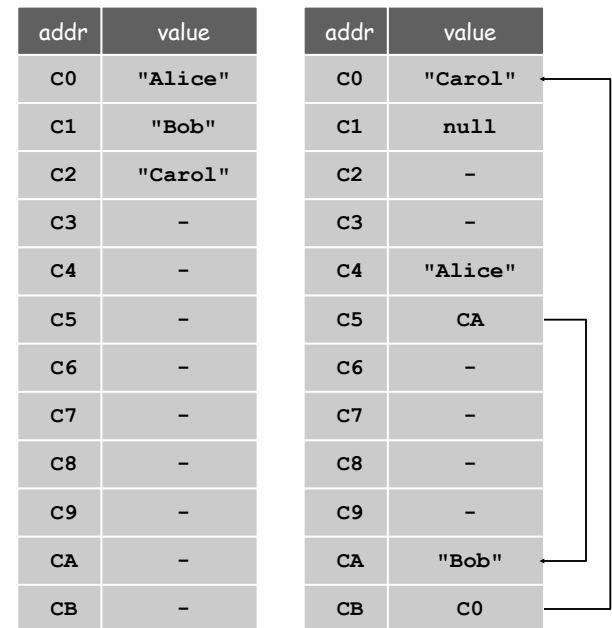 addr value addr value
C0 "Alice" C0 "Carol"
C1 "Bob" C1 null
C2 "Carol" C2 -
C3 - C3 -
C4 - C4 "Alice"
C5 - C5 CA
C6 - C6 -
C7 - C7 -
C8 - C8 -
C9 - C9 -
CA - CA "Bob"
CB - CB C0